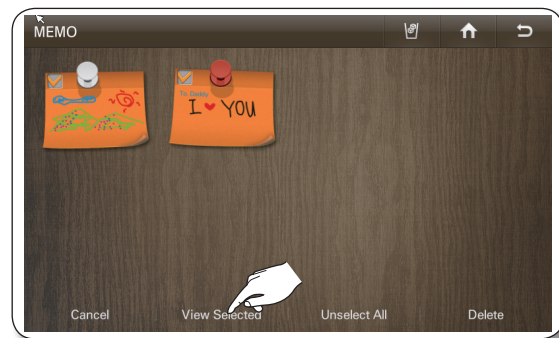 MEMO
To Daddy
I ♥ YOU
Cancel View Selected Unselect All Delete